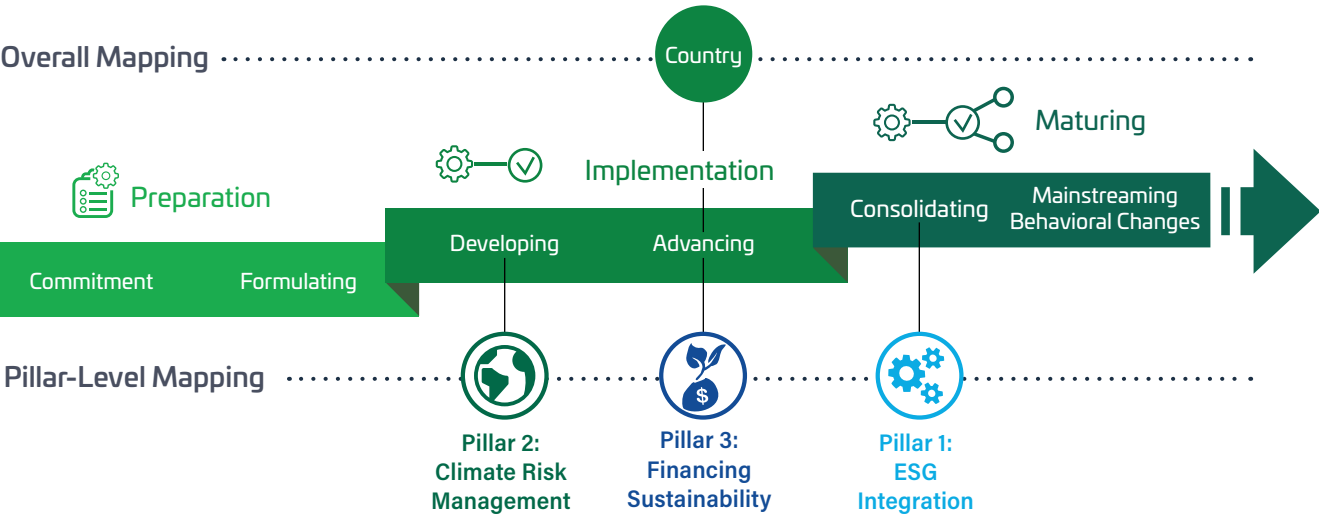 Overall Mapping
Country
Maturing
Implementation
Preparation
Consolidating
Mainstreaming
Behavioral Changes
Developing
Advancing
Commitment
Formulating
Pillar-Level Mapping
$
Pillar 2:
Climate Risk
Management
Pillar 3:
Financing
Sustainability
Pillar 1:
ESG
Integration